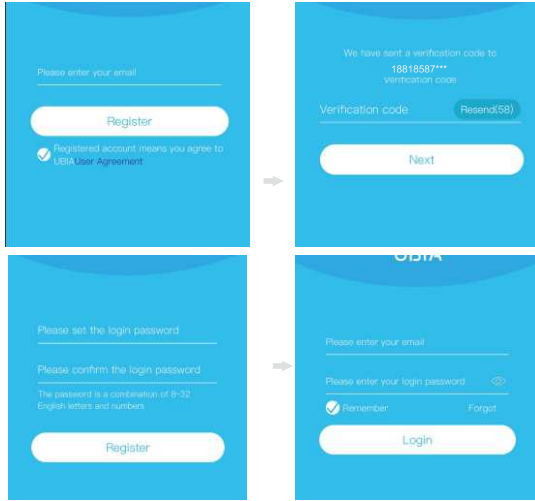 Please enter your email
Register
Registered account means you agree to
UBIAUser Agreement
We have sent a verification code to
18818587***
verification code
Verification code
Resend(58)
Next
Please set the login password
Please confirm the login password
The password is a combination of 8-32
English letters and numbers
Register
UBIA
Please enter your email
Please enter your login password
Remember
Forgot
Login